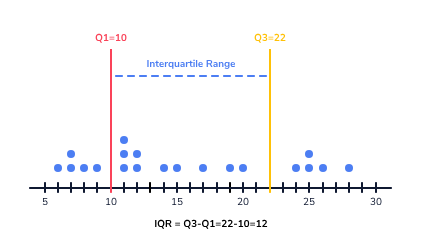 Q1=10 Q3=22
Interquartile Range
5 10 15 20 25 30
IQR = Q3-Q1=22-10=12